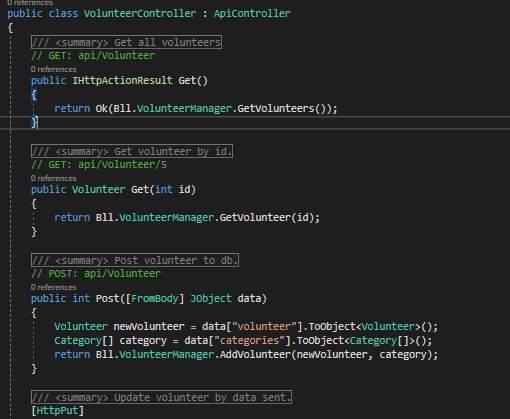 0 references
public class VolunteerController : ApiController
{
/// <summary> Get all volunteers
// GET: api/Volunteer
0 references
public IHttpActionResult Get()
{
return Ok(Bll.VolunteerManager.GetVolunteers());
}
/// <summary> Get volunteer by id.
// GET: api/Volunteer/5
0 references
public Volunteer Get(int id)
{
return Bll.VolunteerManager.GetVolunteer(id);
}
/// <summary> Post volunteer to db.
// POST: api/Volunteer
0 references
public int Post([FromBody] JObject data)
{
Volunteer newVolunteer = data["volunteer"].ToObject<Volunteer>();
Category[] category = data["categories"].ToObject<Category[]>();
return Bll.VolunteerManager.AddVolunteer(newVolunteer, category);
}
/// <summary> Update volunteer by data sent.
[HttpPut]